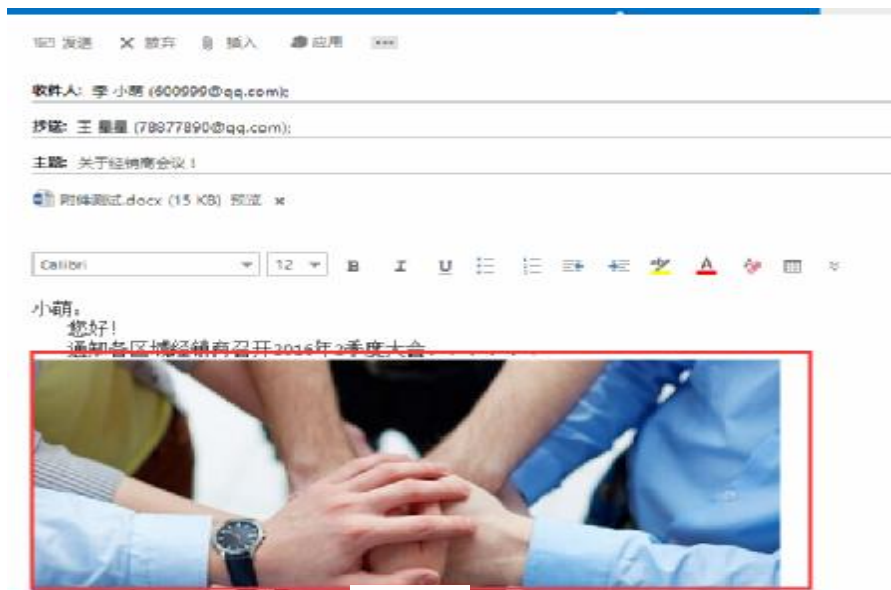 发送 放弃 插入 应用
收件人: 李 小萌 (600999@qq.com);
抄送: 王 星星 (78877890@qq.com);
主题: 关于经销商会议！
附件测试.docx (15 KB) 预览
Calibri 12 B I U A
小萌:
您好！
通知各区域经销商召开2016年2季度大会......